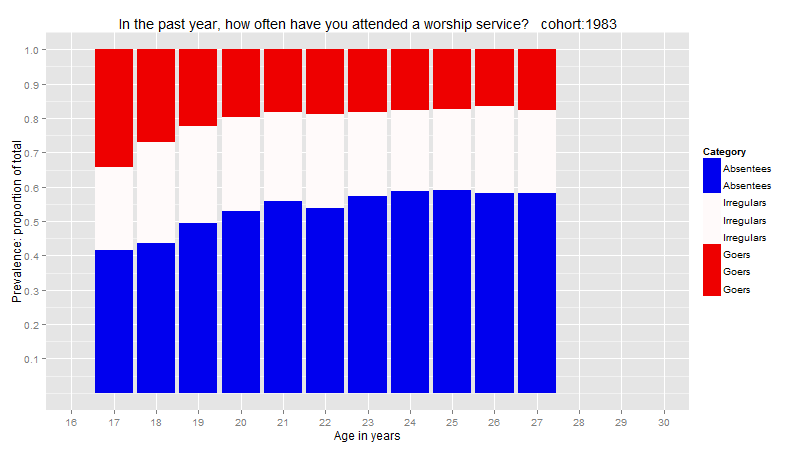 In the past year, how often have you attended a worship service?   cohort:1983
Prevalence: proportion of total
1.0
0.9
0.8
0.7
0.6
0.5
0.4
0.3
0.2
0.1
16 17 18 19 20 21 22 23 24 25 26 27 28 29 30
Age in years
Category
Absentees
Absentees
Irregulars
Irregulars
Irregulars
Goers
Goers
Goers